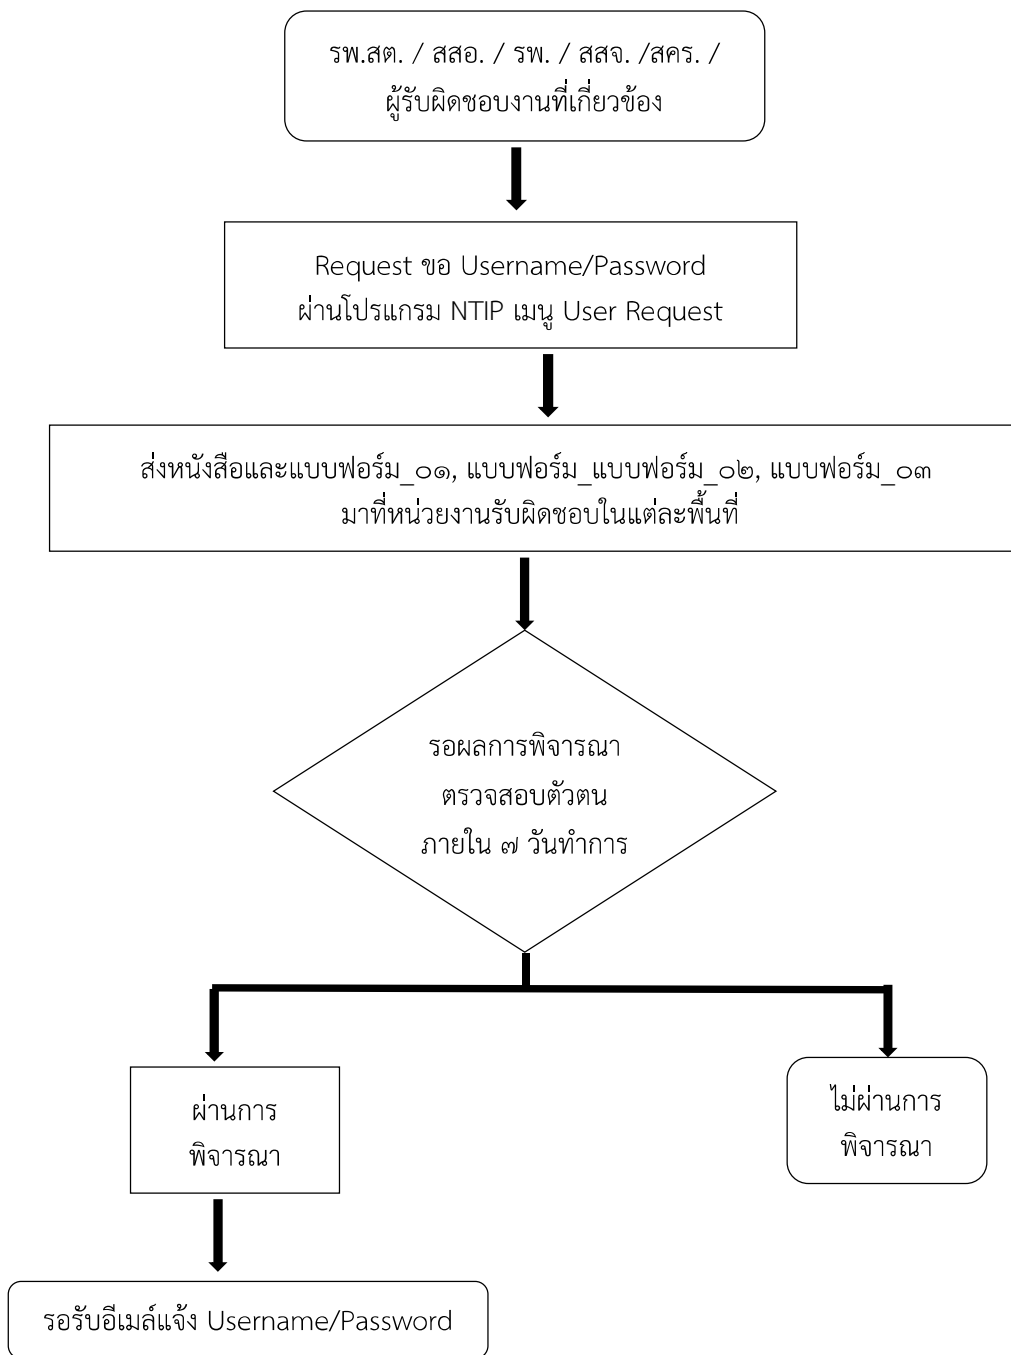 รพ.สต. / สสอ. / รพ. / สสจ. /สคร. /
ผู้รับผิดชอบงานที่เกี่ยวข้อง
Request ขอ Username/Password
ผ่านโปรแกรม NTIP เมนู User Request
ส่งหนังสือและแบบฟอร์ม_๐๑, แบบฟอร์ม_แบบฟอร์ม_๐๒, แบบฟอร์ม_๐๓
มาที่หน่วยงานรับผิดชอบในแต่ละพื้นที่
รอผลการพิจารณา
ตรวจสอบตัวตน
ภายใน ๗ วันทำการ
ผ่านการ
พิจารณา
ไม่ผ่านการ
พิจารณา
รอรับอีเมล์แจ้ง Username/Password